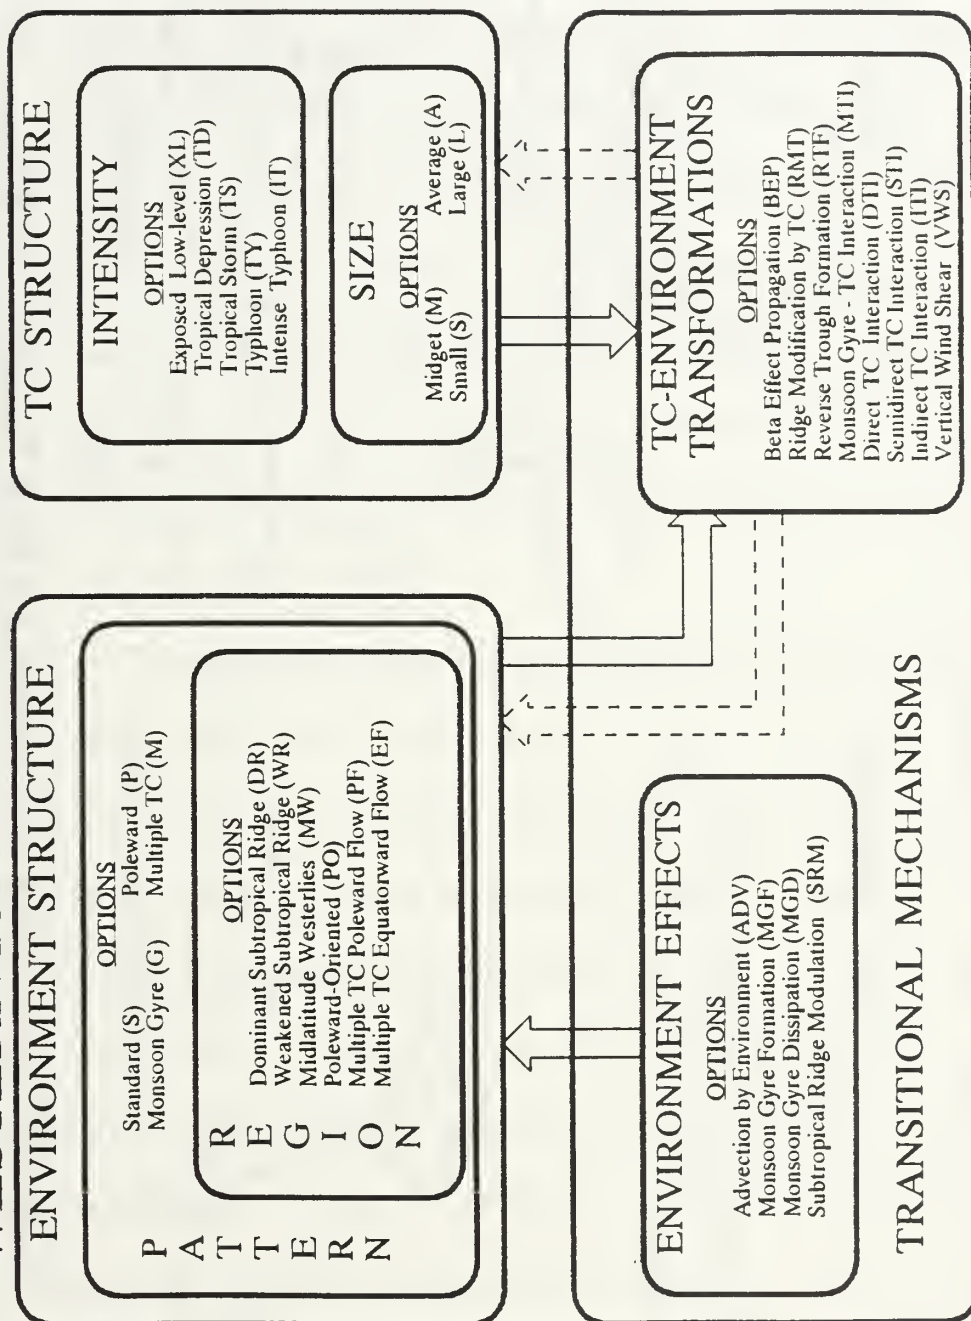 ENVIRONMENT STRUCTURE
PATTERN
OPTIONS
Standard (S) Poleward (P)
Monsoon Gyre (G) Multiple TC (M)
REGION
OPTIONS
Dominant Subtropical Ridge (DR)
Weakened Subtropical Ridge (WR)
Midlatitude Westerlies (MW)
Poleward-Oriented (PO)
Multiple TC Poleward Flow (PF)
Multiple TC Equatorward Flow (EF)
TC STRUCTURE
INTENSITY
OPTIONS
Exposed Low-level (XL)
Tropical Depression (TD)
Tropical Storm (TS)
Typhoon (TY)
Intense Typhoon (IT)
SIZE
OPTIONS
Midget (M) Average (A)
Small (S) Large (L)
ENVIRONMENT EFFECTS
OPTIONS
Advection by Environment (ADV)
Monsoon Gyre Formation (MGF)
Monsoon Gyre Dissipation (MGD)
Subtropical Ridge Modulation (SRM)
TC-ENVIRONMENT
TRANSFORMATIONS
OPTIONS
Beta Effect Propagation (BEP)
Ridge Modification by TC (RMT)
Reverse Trough Formation (RTF)
Monsoon Gyre - TC Interaction (MTI)
Direct TC Interaction (DTI)
Semidirect TC Interaction (STI)
Indirect TC Interaction (ITI)
Vertical Wind Shear (VWS)
TRANSITIONAL MECHANISMS